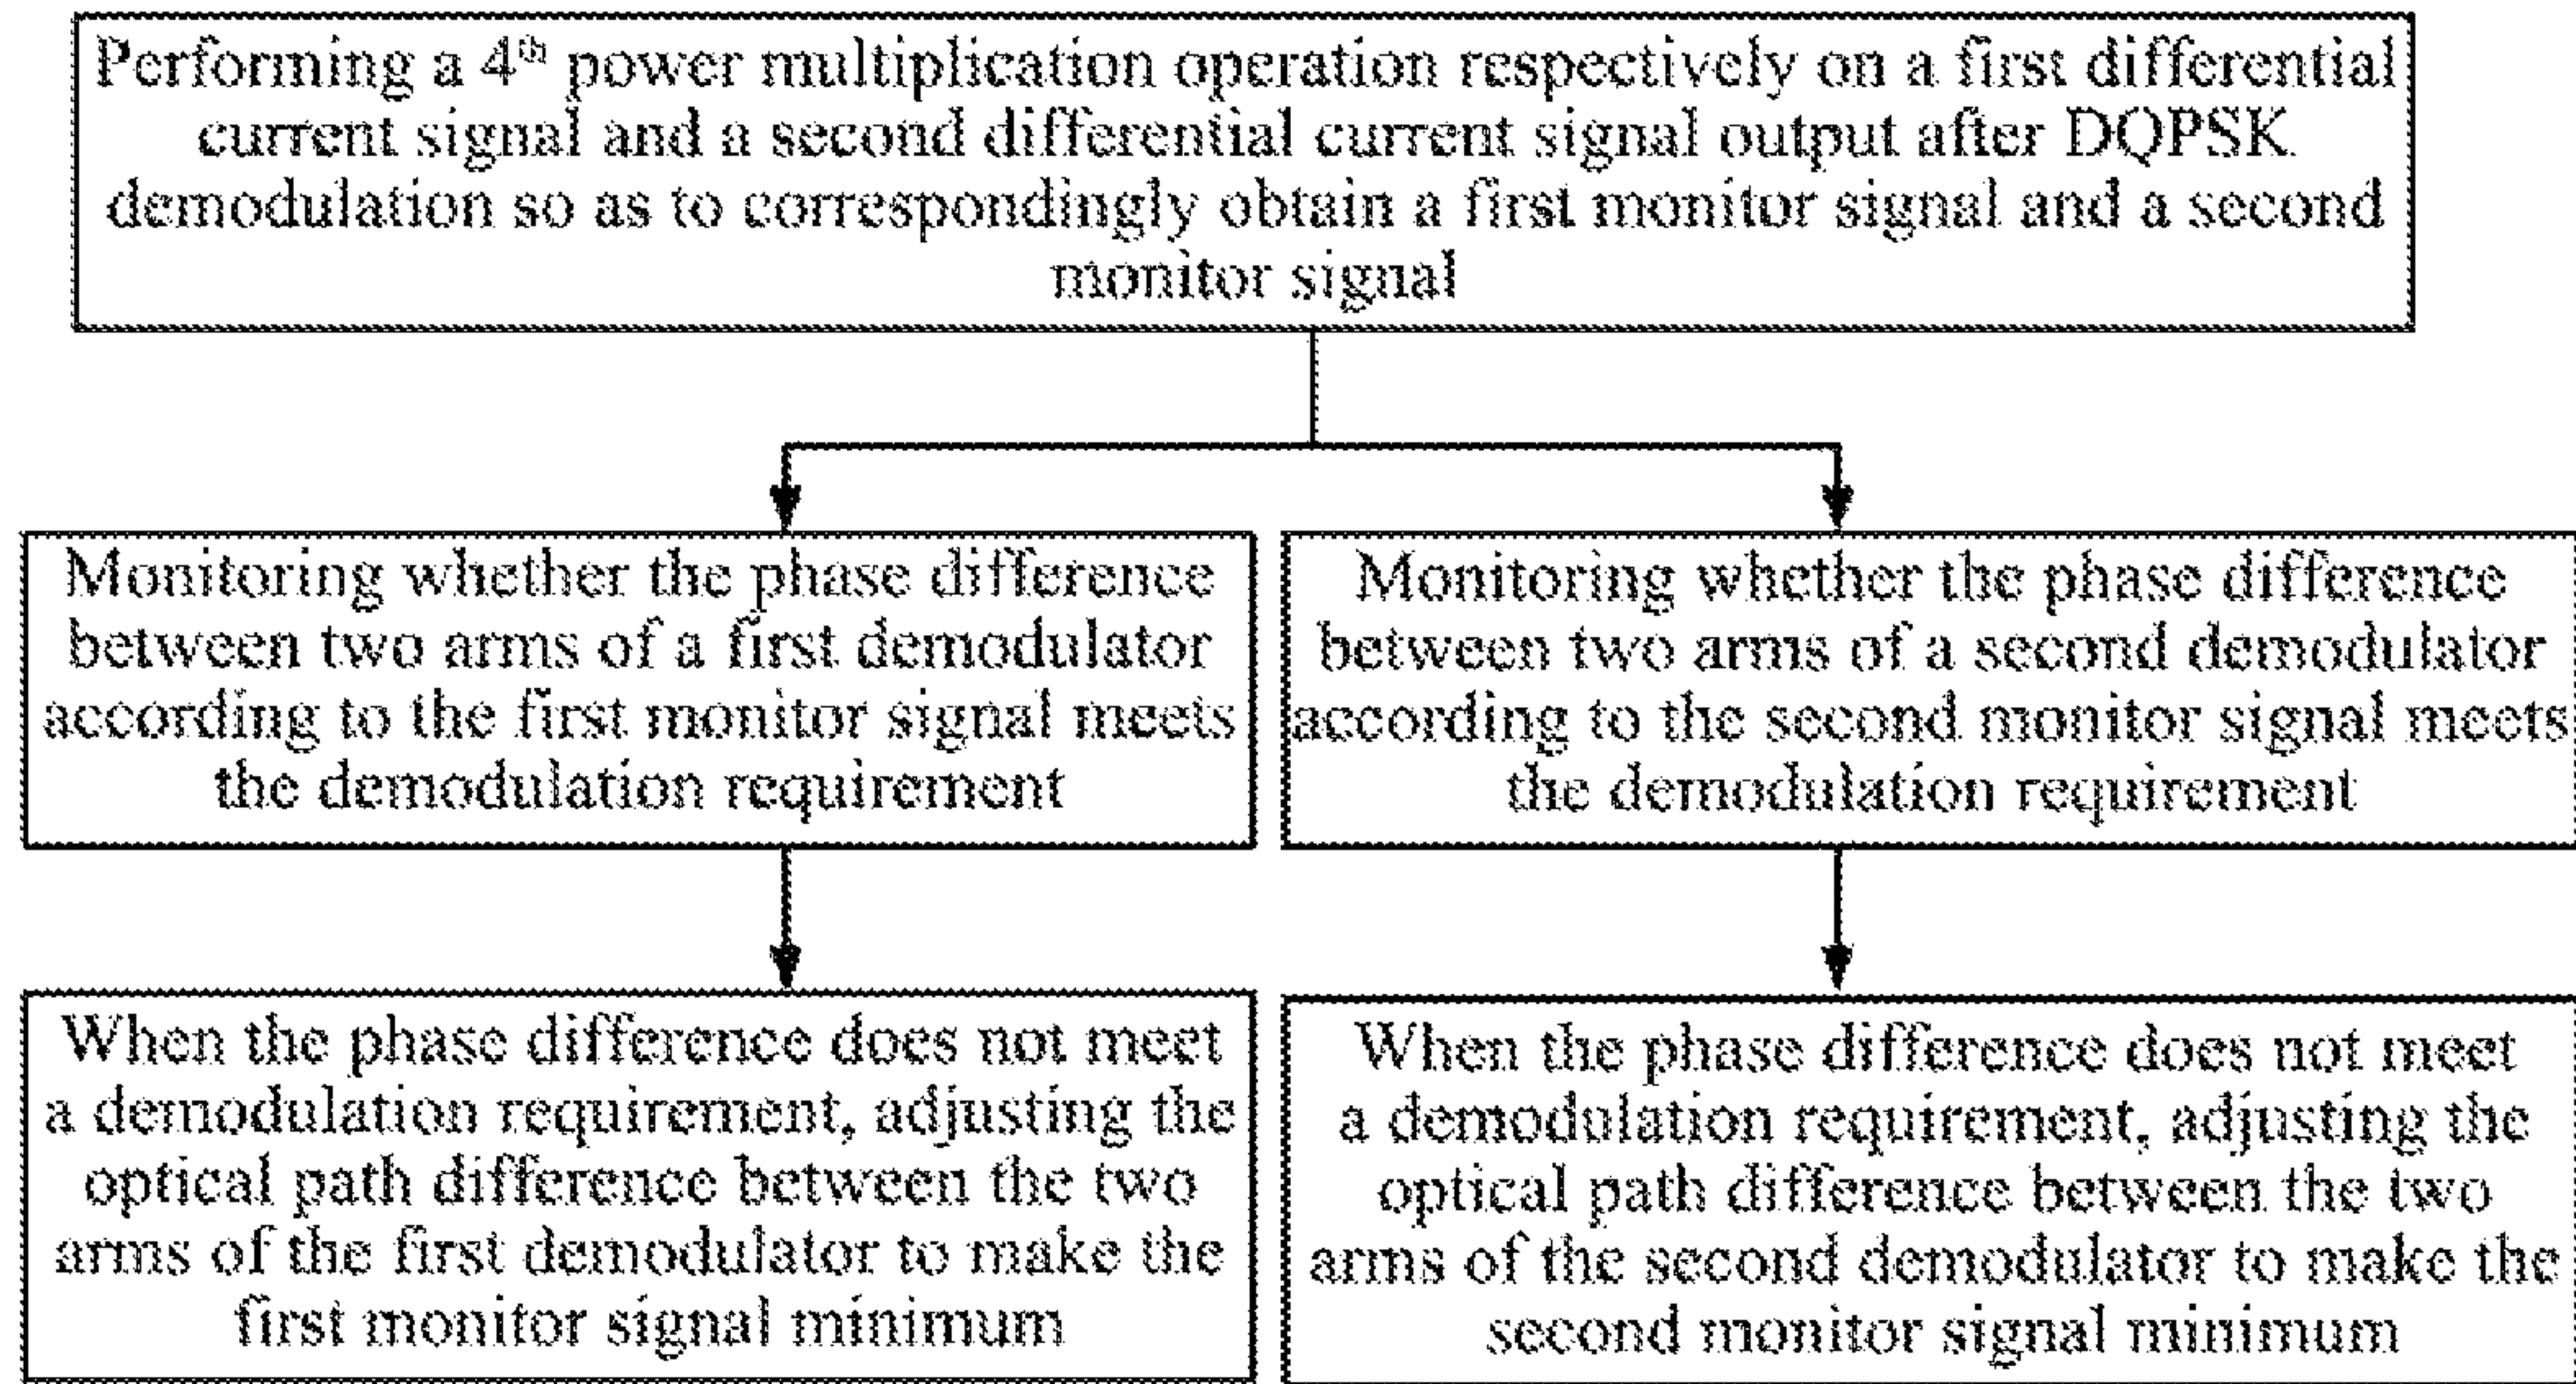 Performing a 4th power multiplication operation respectively on a first differential
current signal and a second differential current signal output after DQPSK
demodulation so as to correspondingly obtain a first monitor signal and a second
monitor signal
Monitoring whether the phase difference
between two arms of a first demodulator
according to the first monitor signal meets
the demodulation requirement
Monitoring whether the phase difference
between two arms of a second demodulator
according to the second monitor signal meets
the demodulation requirement
When the phase difference does not meet
a demodulation requirement, adjusting the
optical path difference between the two
arms of the first demodulator to make the
first monitor signal minimum
When the phase difference does not meet
a demodulation requirement, adjusting the
optical path difference between the two
arms of the second demodulator to make the
second monitor signal minimum